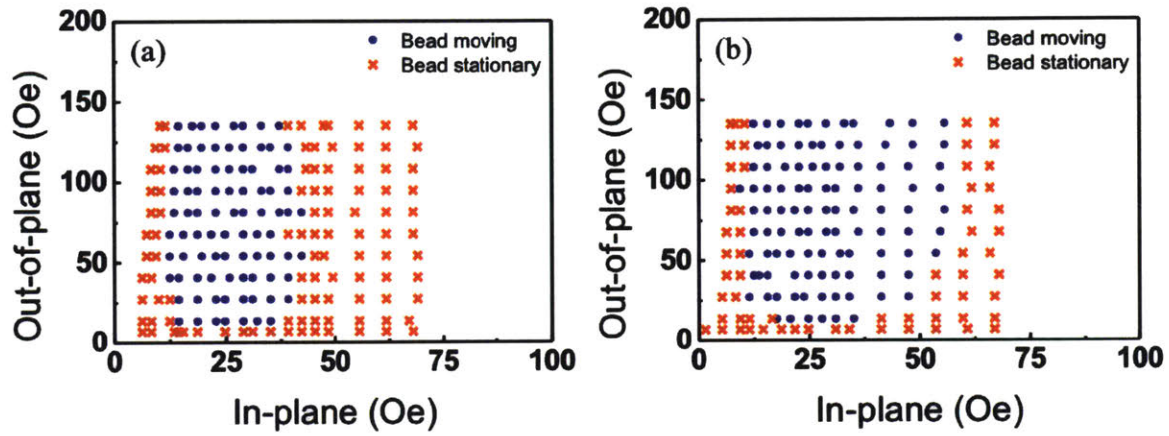 200
(a)
Bead moving
Bead stationary
150
100
50
0
0 25 50 75 100
Out-of-plane (Oe)
In-plane (Oe)
200
(b)
Bead moving
Bead stationary
150
100
50
0
0 25 50 75 100
Out-of-plane (Oe)
In-plane (Oe)